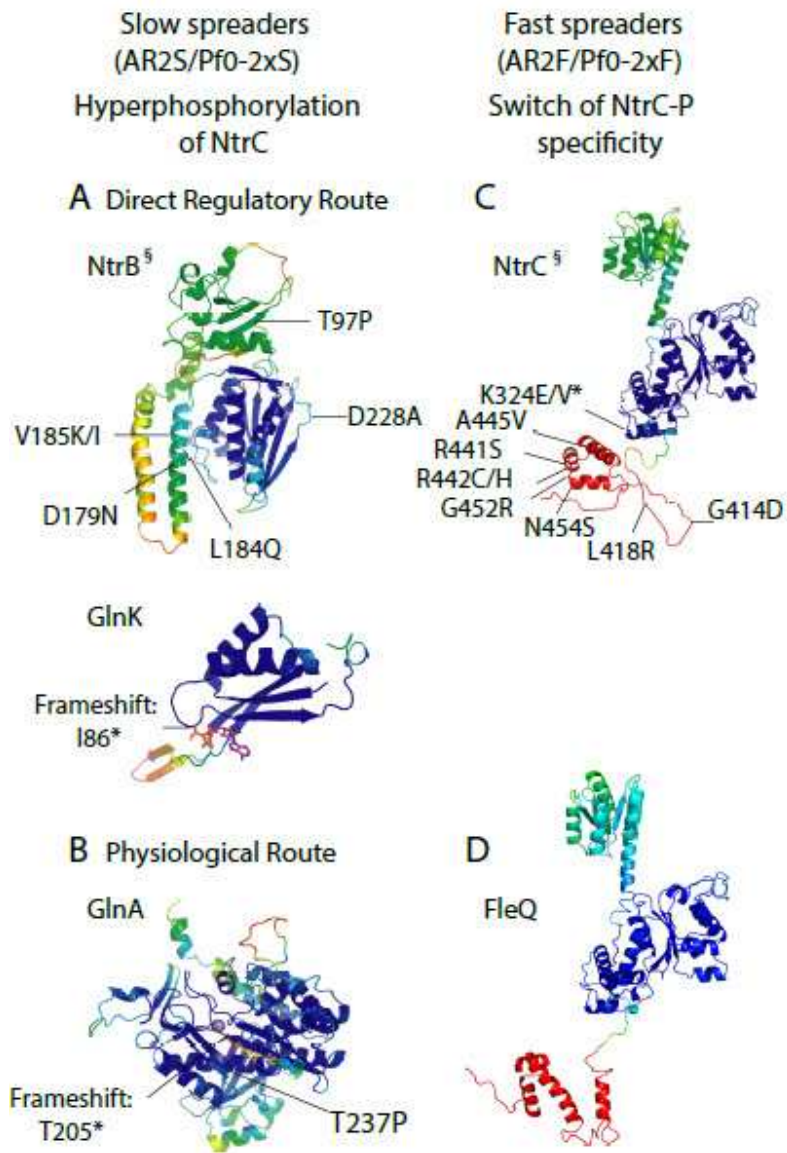 Slow spreaders
(AR2S/Pf0-2xS)
Hyperphosphorylation
of NtrC
Fast spreaders
(AR2F/Pf0-2xF)
Switch of NtrC-P
specificity
A Direct Regulatory Route
NtrB §
T97P
D228A
V185K/I
D179N
L184Q
GlnK
Frameshift:
I86*
B Physiological Route
GlnA
Frameshift:
T205*
T237P
C
NtrC §
K324E/V*
A445V
R441S
R442C/H
G452R
N454S
L418R
G414D
D
FleQ